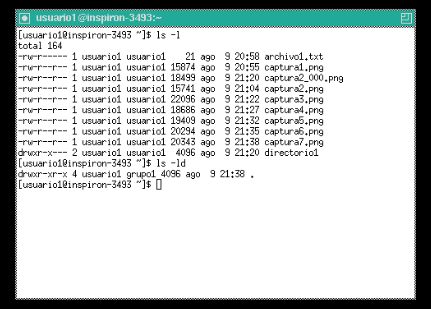 usuario1@inspiron-3493:~
[usuario1@inspiron-3493 ~]$ ls -l
total 164
-rw-r----- 1 usuario1 usuario1    21 ago  9 20:58 archivo1.txt
-rw-r--r-- 1 usuario1 usuario1 15874 ago  9 20:55 captura1.png
-rw-r--r-- 1 usuario1 usuario1 18499 ago  9 21:20 captura2_000.png
-rw-r--r-- 1 usuario1 usuario1 15741 ago  9 21:04 captura2.png
-rw-r--r-- 1 usuario1 usuario1 22096 ago  9 21:22 captura3.png
-rw-r--r-- 1 usuario1 usuario1 18686 ago  9 21:27 captura4.png
-rw-r--r-- 1 usuario1 usuario1 19409 ago  9 21:32 captura5.png
-rw-r--r-- 1 usuario1 usuario1 20294 ago  9 21:35 captura6.png
-rw-r--r-- 1 usuario1 usuario1 20343 ago  9 21:38 captura7.png
drwxr-x--- 2 usuario1 usuario1  4096 ago  9 21:20 directorio1
[usuario1@inspiron-3493 ~]$ ls -ld
drwxr-xr-x 4 usuario1 grupo1 4096 ago  9 21:38 .
[usuario1@inspiron-3493 ~]$